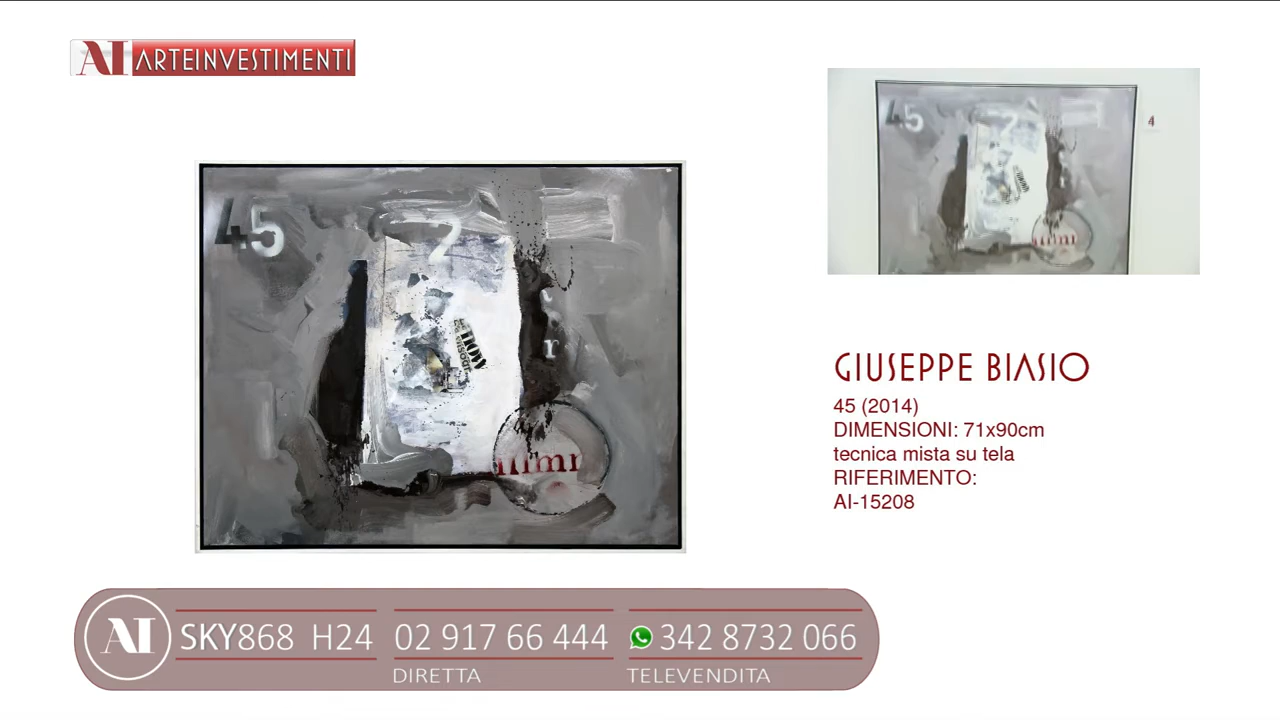 AI ARTEINVESTIMENTI
45
2
4
NOW
r
GIUSEPPE BIASIO
45 (2014)
DIMENSIONI: 71x90cm
tecnica mista su tela
RIFERIMENTO:
AI-15208
AI
SKY868 H24
02 917 66 444
342 8732 066
DIRETTA
TELEVENDITA